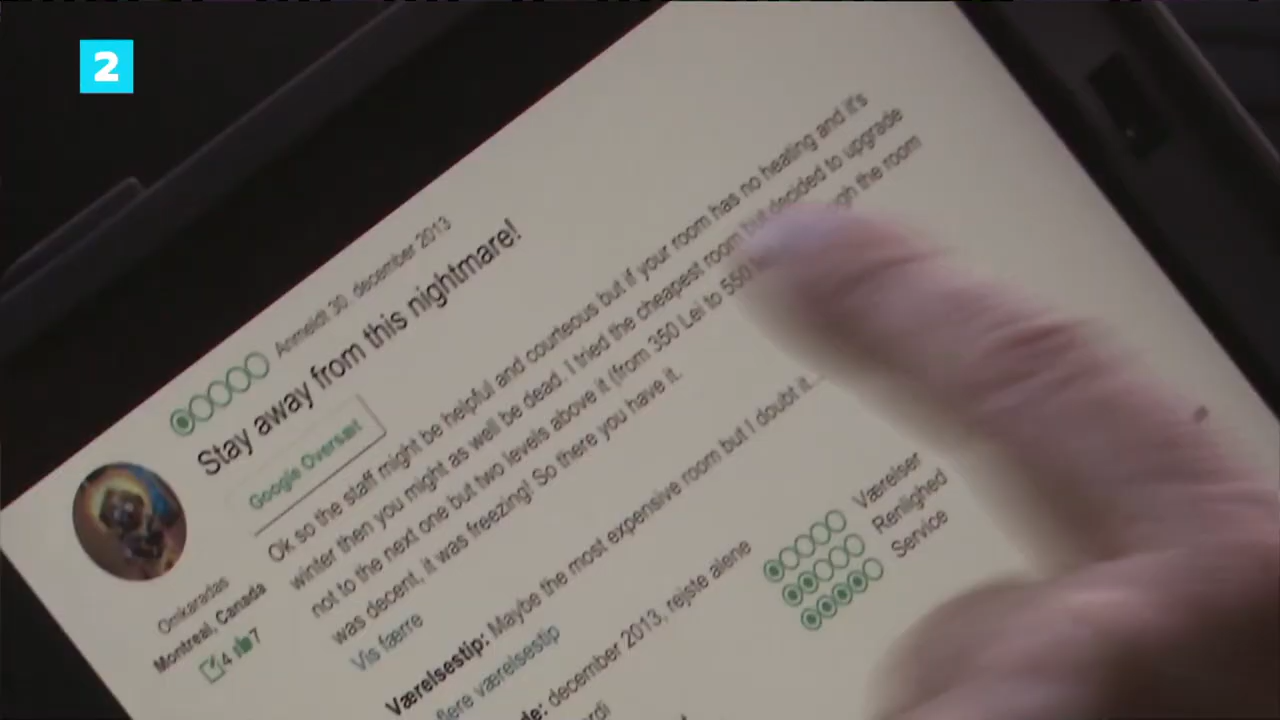 2
Anmeldt 30. december 2013
Stay away from this nightmare!
Google Oversæt
Ok so the staff might be helpful and courteous but if your room has no heating and it's
winter then you might as well be dead. I tried the cheapest room but decided to upgrade
not to the next one but two levels above it (from 350 Lei to 550 the room
was decent, it was freezing! So there you have it.
Vis færre
Omkaradas
Montreal, Canada
4 7
Værelsestip: Maybe the most expensive room but I doubt it...
værelsestip
december 2013, rejste alene
Værelser
Renlighed
Service